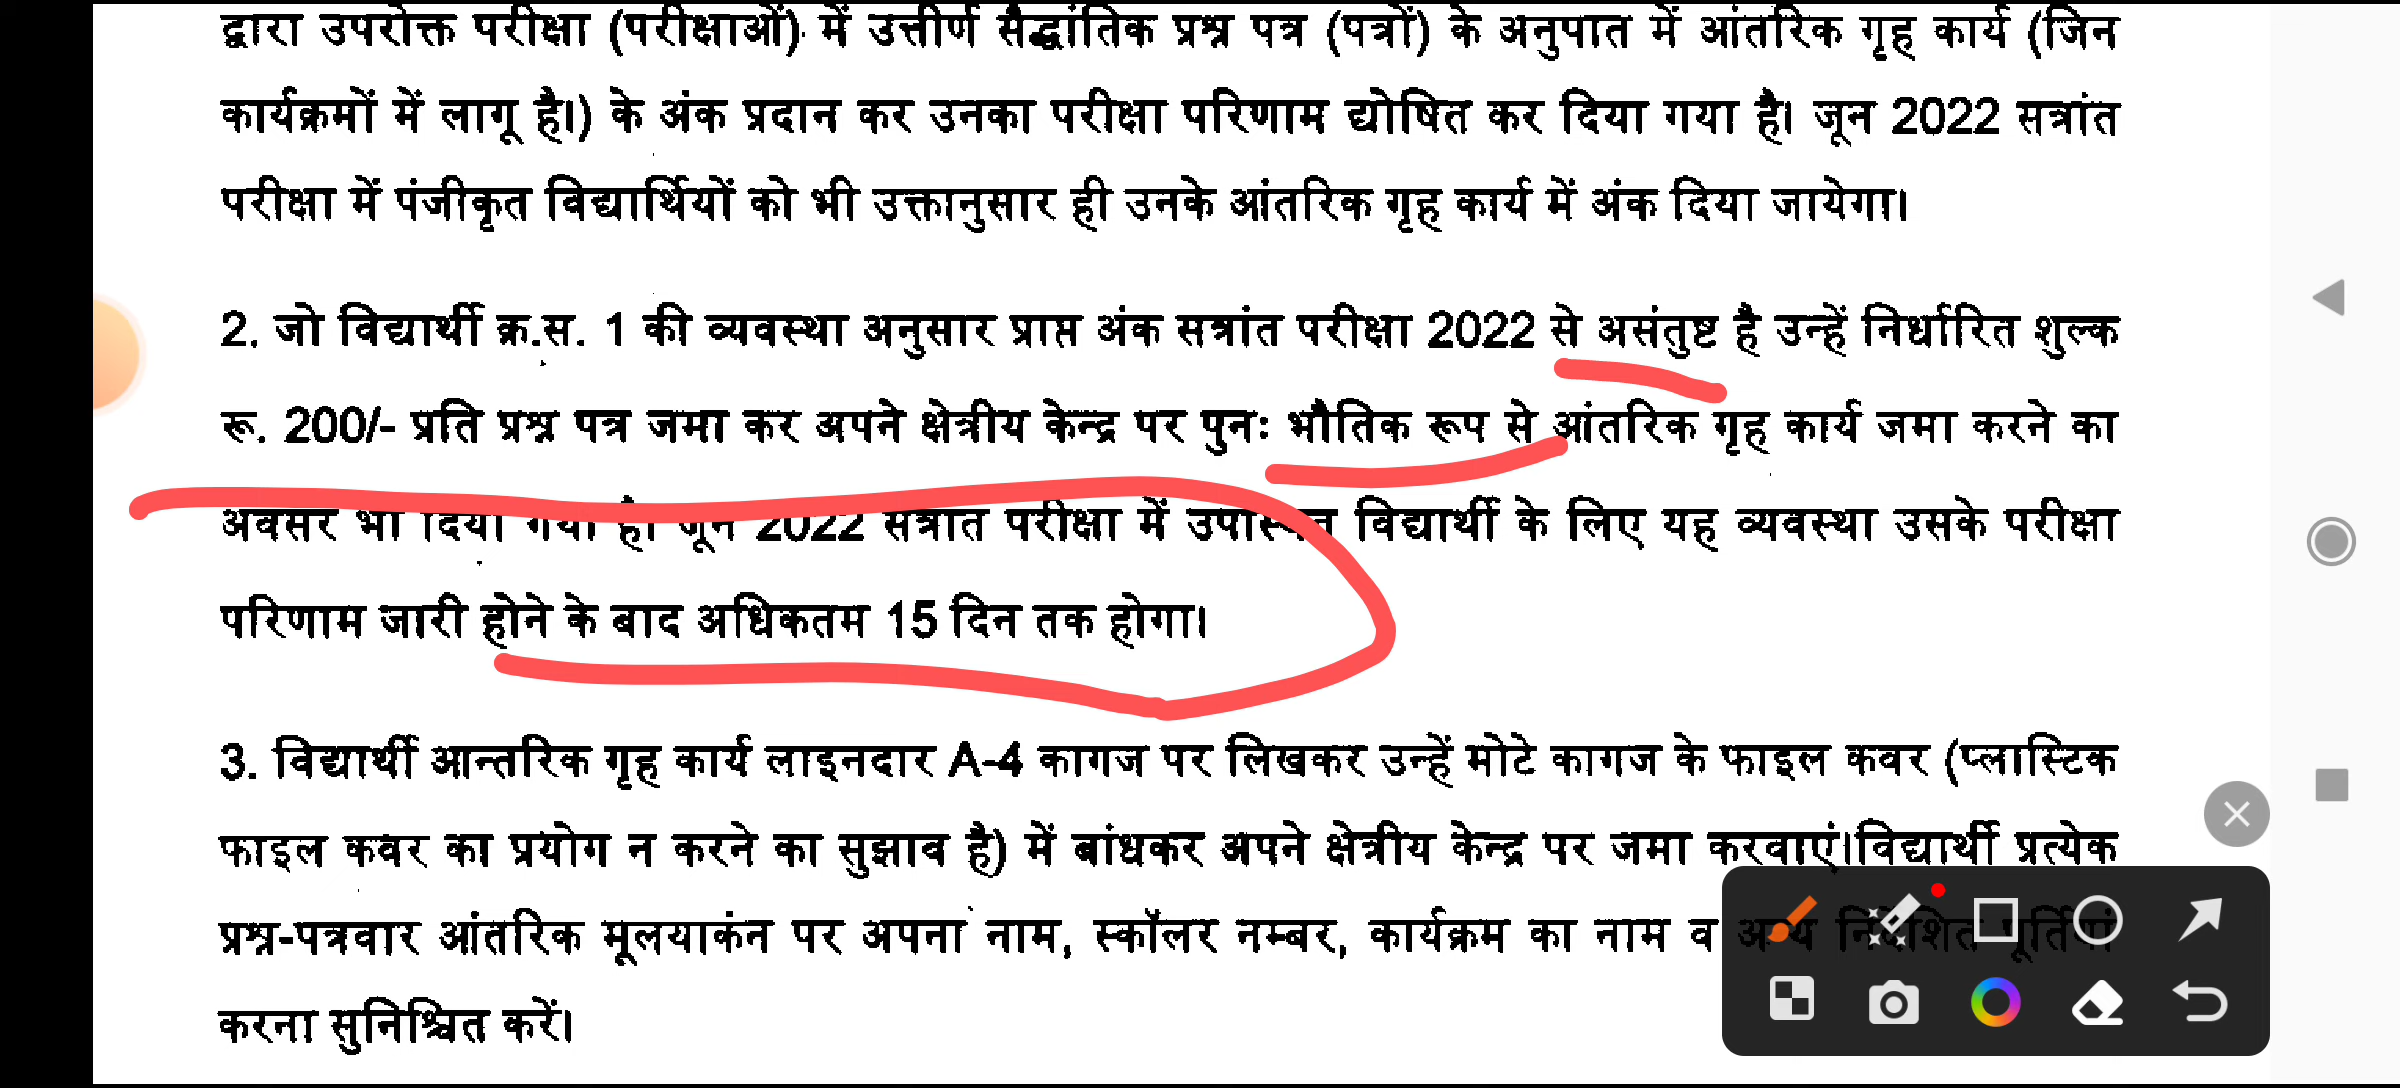 द्वारा उपरोक्त परीक्षा (परीक्षाओं) में उत्तीर्ण सैद्धांतिक प्रश्न पत्र (पत्रों) के अनुपात में आंतरिक गृह कार्य (जिन
कार्यक्रमों में लागू है।) के अंक प्रदान कर उनका परीक्षा परिणाम द्योषित कर दिया गया है। जून 2022 सत्रांत
परीक्षा में पंजीकृत विद्यार्थियों को भी उक्तानुसार ही उनके आंतरिक गृह कार्य में अंक दिया जायेगा।
2. जो विद्यार्थी क्र.स. 1 की व्यवस्था अनुसार प्राप्त अंक सत्रांत परीक्षा 2022 से असंतुष्ट है उन्हें निर्धारित शुल्क
रू. 200/- प्रति प्रश्न पत्र जमा कर अपने क्षेत्रीय केन्द्र पर पुनः भौतिक रूप से आंतरिक गृह कार्य जमा करने का
अवसर भी दिया गया है। जून 2022 सत्रांत परीक्षा में उपस्थित विद्यार्थी के लिए यह व्यवस्था उसके परीक्षा
परिणाम जारी होने के बाद अधिकतम 15 दिन तक होगा।
3. विद्यार्थी आन्तरिक गृह कार्य लाइनदार A-4 कागज पर लिखकर उन्हें मोटे कागज के फाइल कवर (प्लास्टिक
फाइल कवर का प्रयोग न करने का सुझाव है) में बांधकर अपने क्षेत्रीय केन्द्र पर जमा करवाएं।विद्यार्थी प्रत्येक
प्रश्न-पत्रवार आंतरिक मूलयाकंन पर अपना नाम, स्कॉलर नम्बर, कार्यक्रम का नाम व अन्य निर्देशित पूर्तियां
करना सुनिश्चित करें।